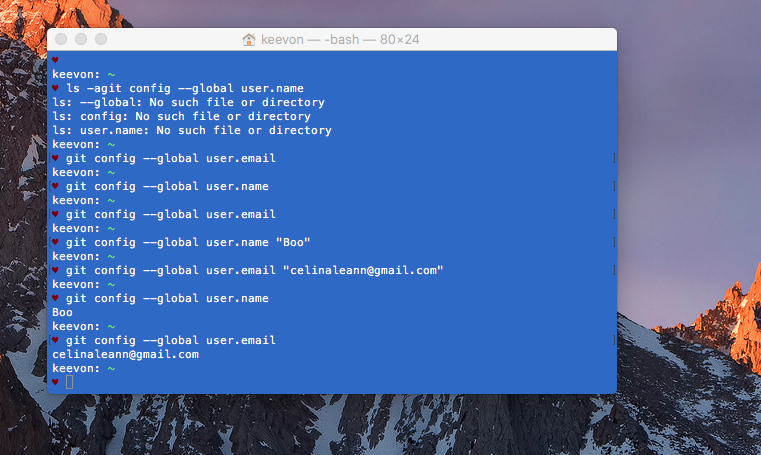 keevon — -bash — 80×24
♥
keevon: ~
♥ ls -agit config --global user.name
ls: --global: No such file or directory
ls: config: No such file or directory
ls: user.name: No such file or directory
keevon: ~
♥ git config --global user.email ]
keevon: ~
♥ git config --global user.name ]
keevon: ~
♥ git config --global user.email ]
keevon: ~
♥ git config --global user.name "Boo" ]
keevon: ~
♥ git config --global user.email "celinaleann@gmail.com" ]
keevon: ~
♥ git config --global user.name
Boo
keevon: ~
♥ git config --global user.email ]
celinaleann@gmail.com
keevon: ~
♥